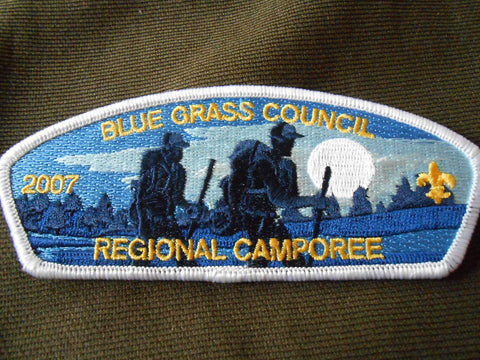 BLUE GRASS COUNCIL
2007
REGIONAL CAMPOREE